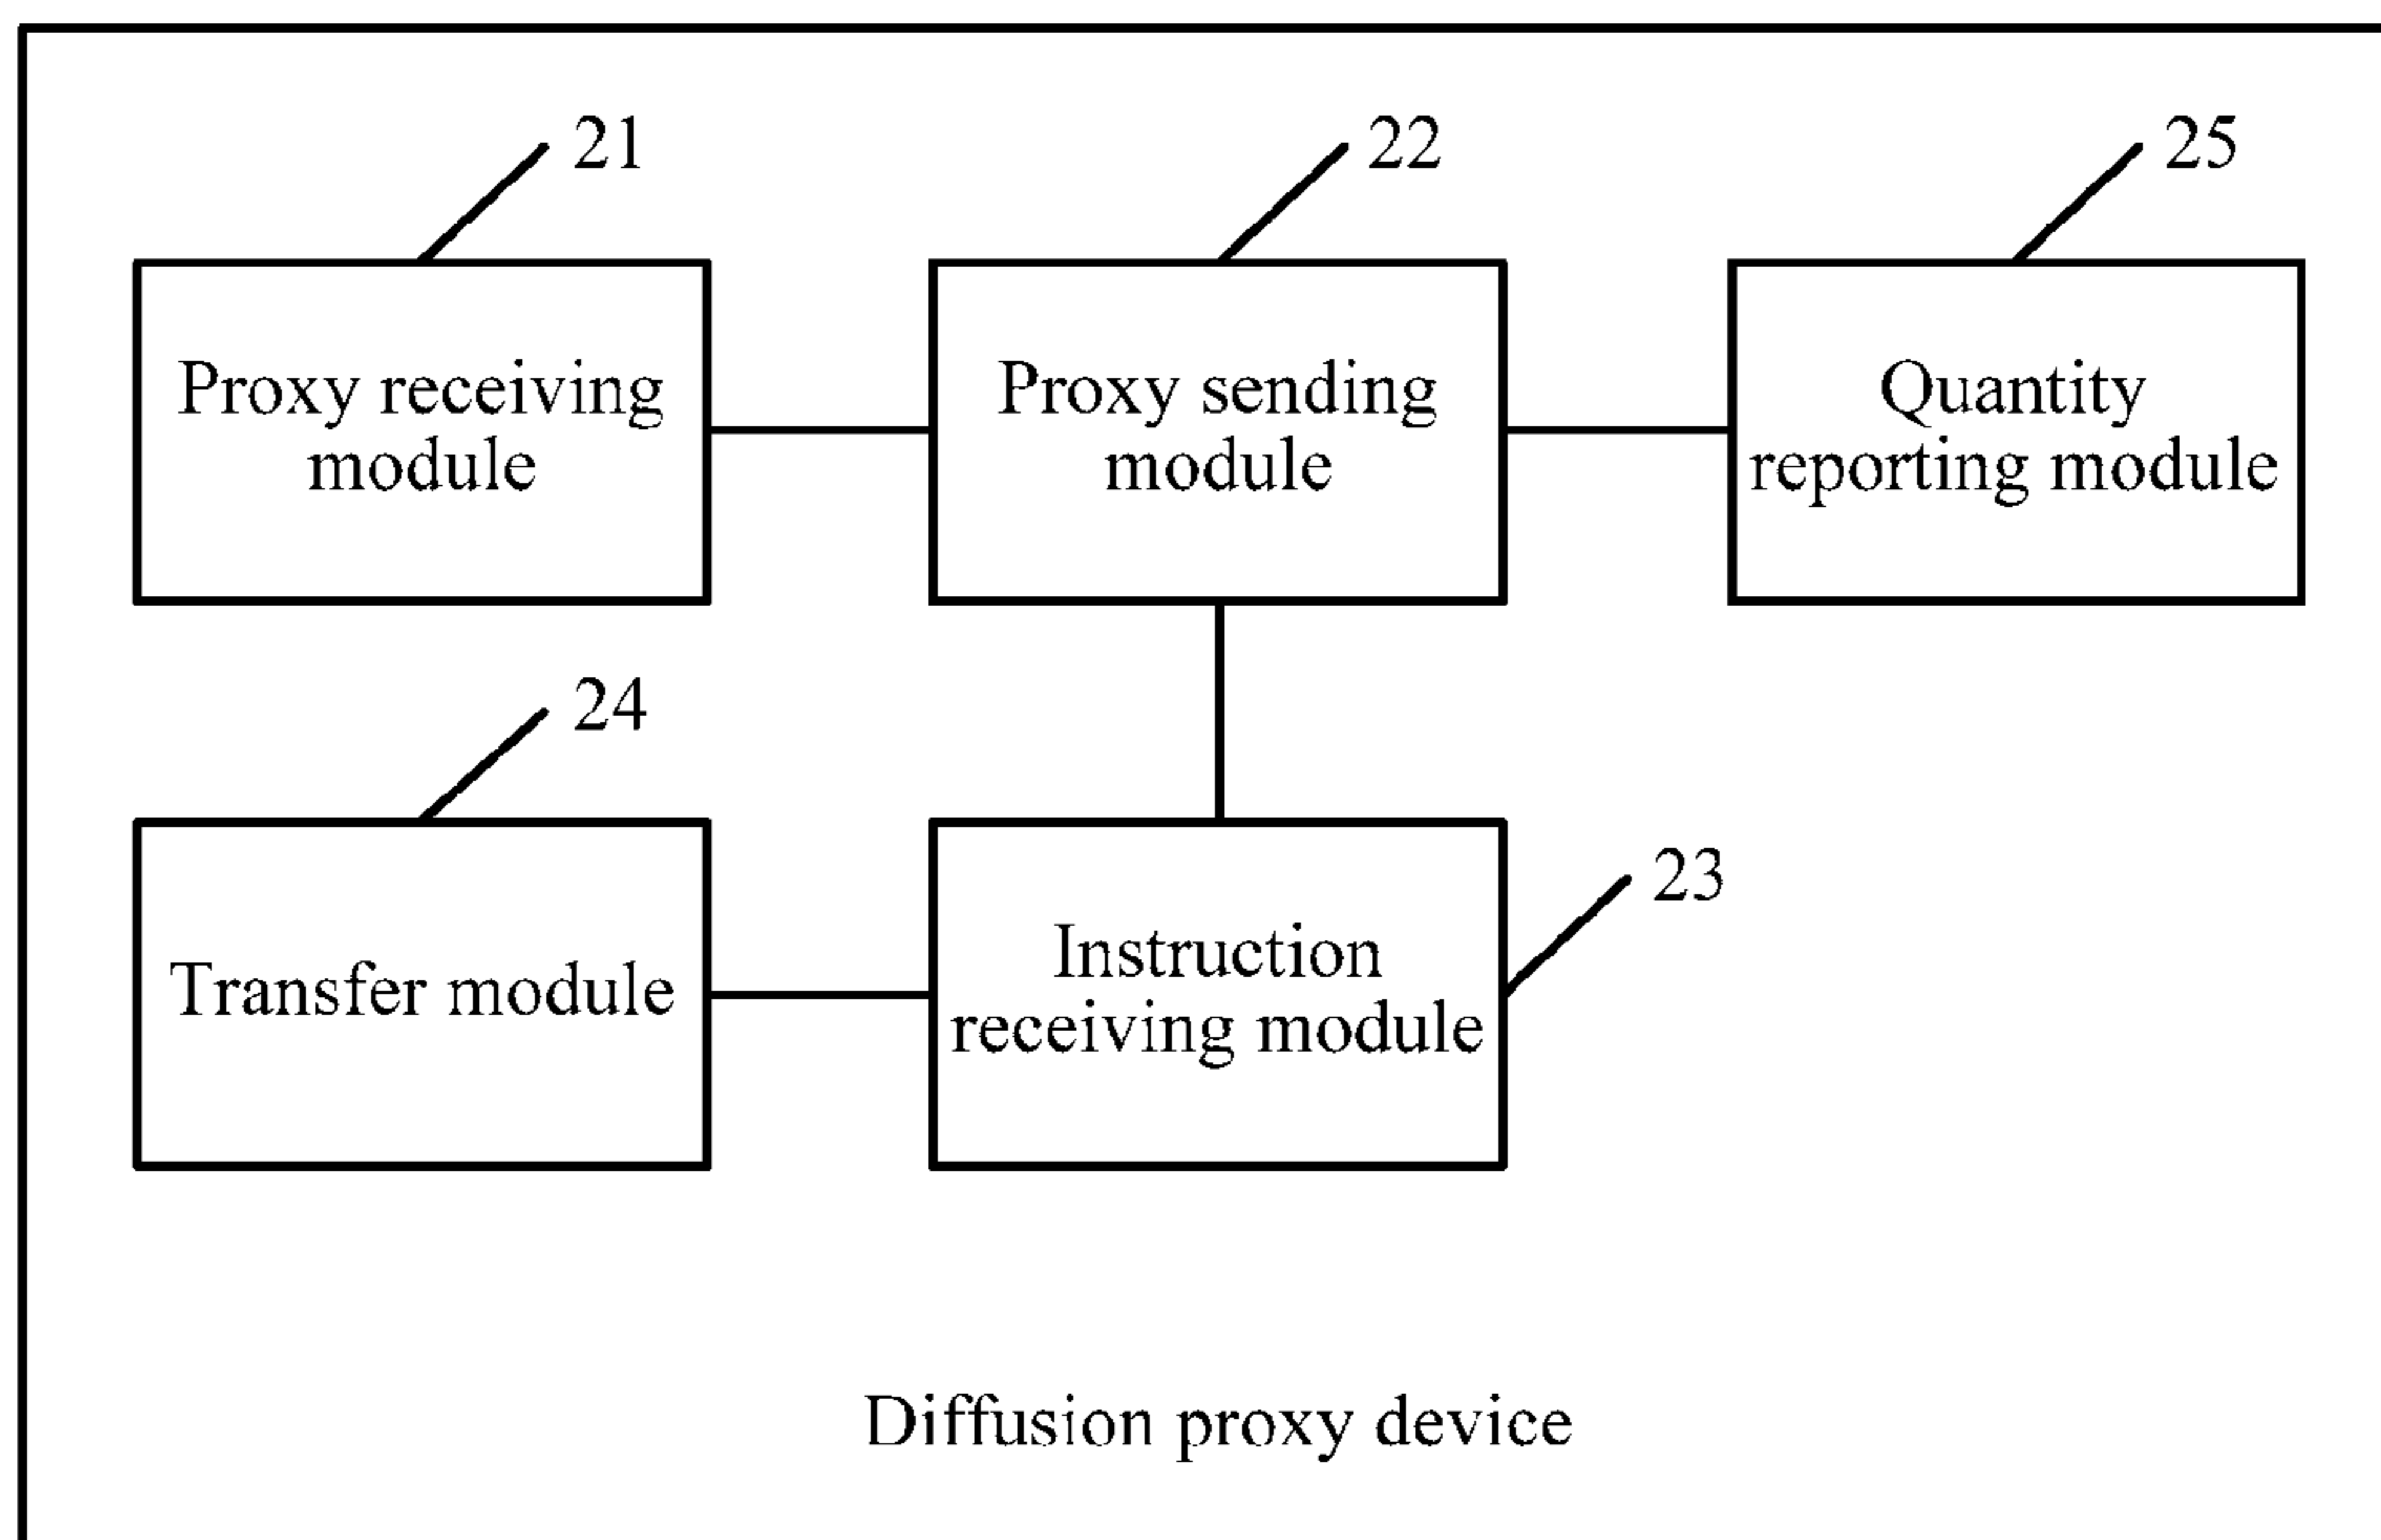 21
22
25
Proxy receiving
module
Proxy sending
module
Quantity
reporting module
24
23
Transfer module
Instruction
receiving module
Diffusion proxy device